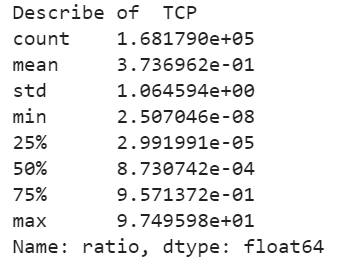 Describe of  TCP
count    1.681790e+05
mean     3.736962e-01
std      1.064594e+00
min      2.507046e-08
25%      2.991991e-05
50%      8.730742e-04
75%      9.571372e-01
max      9.749598e+01
Name: ratio, dtype: float64